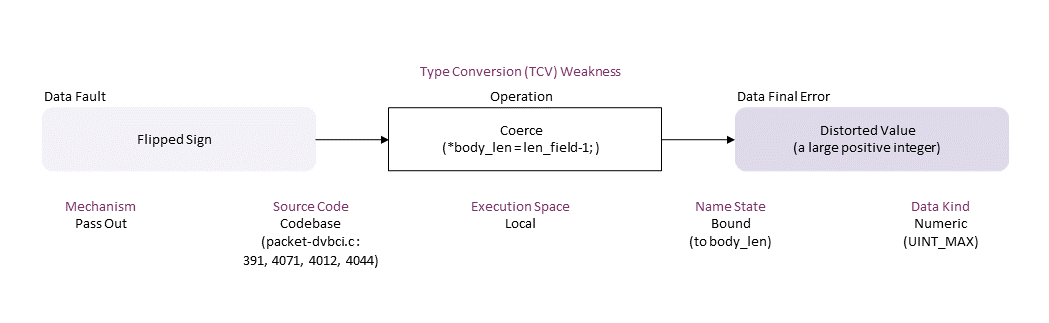 Type Conversion (TCV) Weakness
Data Fault
Operation
Data Final Error
Flipped Sign
Coerce
(*body_len = len_field-1; )
Distorted Value
(a large positive integer)
Mechanism
Pass Out
Source Code
Codebase
(packet-dvbci.c :
391, 4071, 4012, 4044)
Execution Space
Local
Name State
Bound
(to body_len)
Data Kind
Numeric
(UINT_MAX)